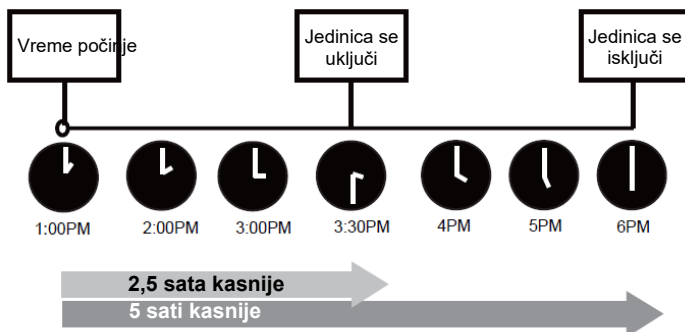 Vreme počinje
Jedinica se
uključi
Jedinica se
isključi
1:00PM
2:00PM
3:00PM
3:30PM
4PM
5PM
6PM
2,5 sata kasnije
5 sati kasnije